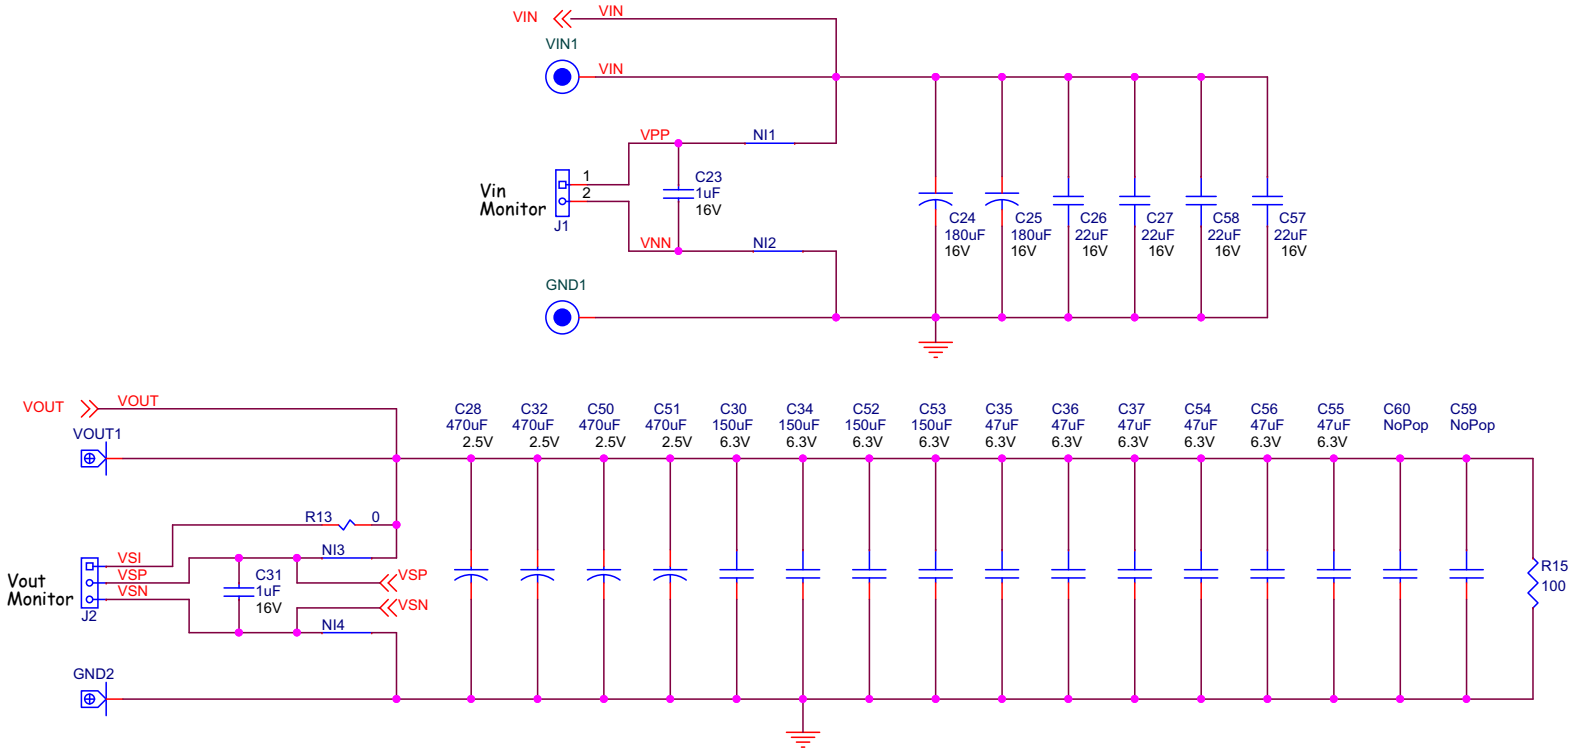 VIN VIN
VIN1
VIN
VPP NI1
1
2
Vin
Monitor
J1
C23
1uF
16V
VNN NI2
C24
180uF
16V
C25
180uF
16V
C26
22uF
16V
C27
22uF
16V
C58
22uF
16V
C57
22uF
16V
GND1
VOUT VOUT
VOUT1
C28
470uF
2.5V
C32
470uF
2.5V
C50
470uF
2.5V
C51
470uF
2.5V
C30
150uF
6.3V
C34
150uF
6.3V
C52
150uF
6.3V
C53
150uF
6.3V
C35
47uF
6.3V
C36
47uF
6.3V
C37
47uF
6.3V
C54
47uF
6.3V
C56
47uF
6.3V
C55
47uF
6.3V
C60
NoPop
C59
NoPop
R13 0
NI3
VSI
VSP
VSN
Vout
Monitor
J2
C31
1uF
16V
VSP
VSN
NI4
R15
100
GND2